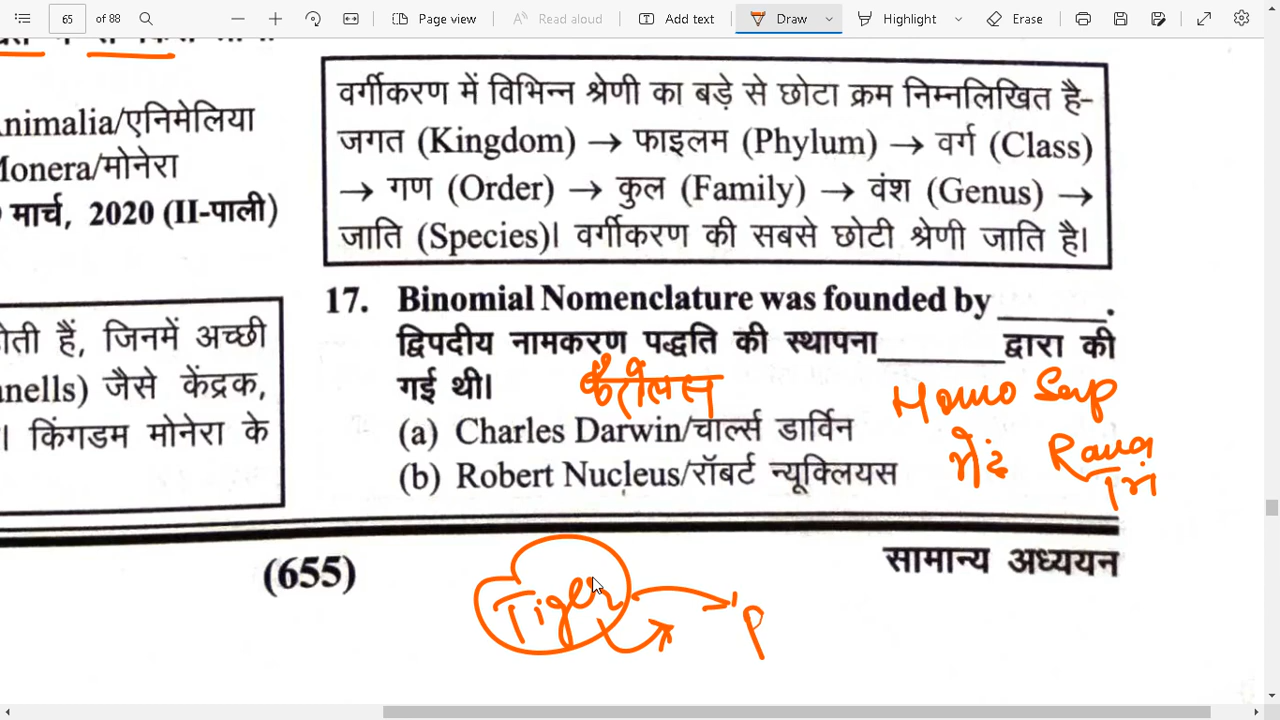 65
of 88
Page view
Read aloud
Add text
Draw
Highlight
Erase
Animalia/एनिमेलिया
Monera/मोनेरा
मार्च, 2020 (II-पाली)
होती हैं, जिनमें अच्छी
anells) जैसे केंद्रक,
। किंगडम मोनेरा के
वर्गीकरण में विभिन्न श्रेणी का बड़े से छोटा क्रम निम्नलिखित है-
जगत (Kingdom) → फाइलम (Phylum) → वर्ग (Class)
→ गण (Order) → कुल (Family) → वंश (Genus) →
जाति (Species)। वर्गीकरण की सबसे छोटी श्रेणी जाति है।
17. Binomial Nomenclature was founded by ______.
द्विपदीय नामकरण पद्धति की स्थापना________द्वारा की
गई थी।
Homo Sap
(a) Charles Darwin/चार्ल्स डार्विन
(b) Robert Nucleus/रॉबर्ट न्यूक्लियस
Rana
(655)
सामान्य अध्ययन
Tiger
P